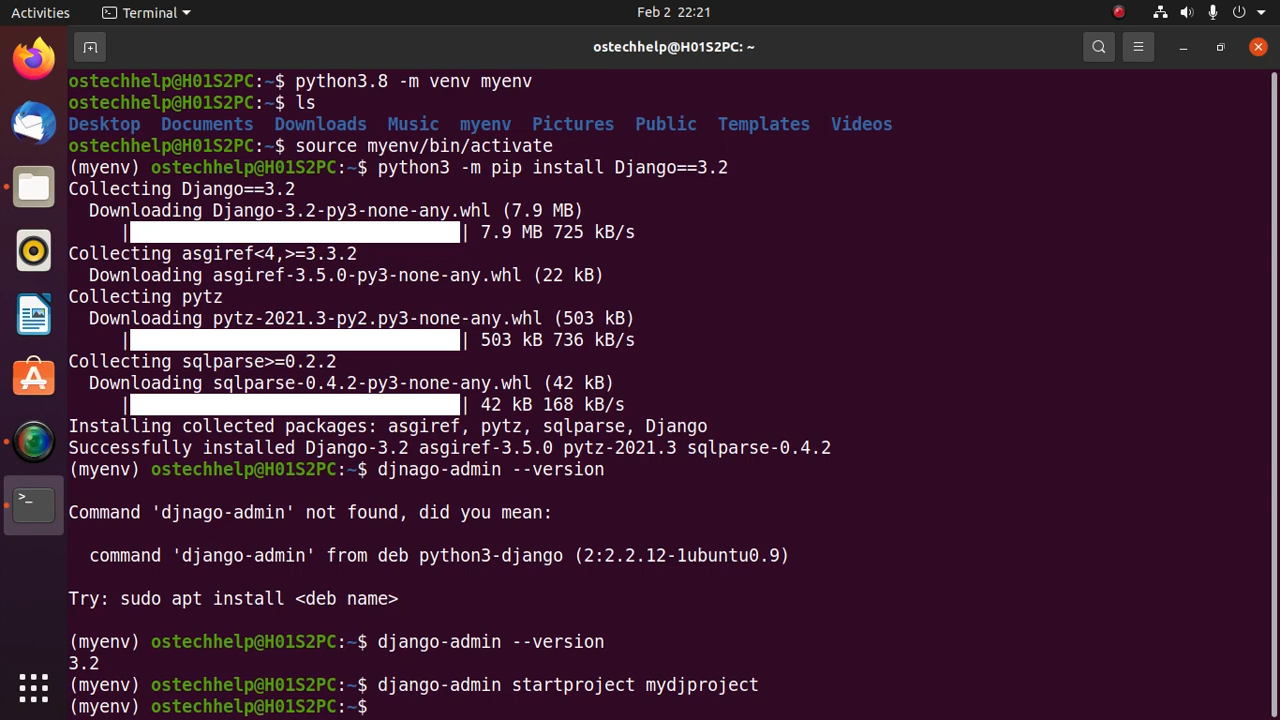 Activities
Terminal
Feb 2 22:21
ostechhelp@H01S2PC: ~
ostechhelp@H01S2PC:~$ python3.8 -m venv myenv
ostechhelp@H01S2PC:~$ ls
Desktop Documents Downloads Music myenv Pictures Public Templates Videos
ostechhelp@H01S2PC:~$ source myenv/bin/activate
(myenv) ostechhelp@H01S2PC:~$ python3 -m pip install Django==3.2
Collecting Django==3.2
Downloading Django-3.2-py3-none-any.whl (7.9 MB)
| | 7.9 MB 725 kB/s
Collecting asgiref<4,>=3.3.2
Downloading asgiref-3.5.0-py3-none-any.whl (22 kB)
Collecting pytz
Downloading pytz-2021.3-py2.py3-none-any.whl (503 kB)
| | 503 kB 736 kB/s
Collecting sqlparse>=0.2.2
Downloading sqlparse-0.4.2-py3-none-any.whl (42 kB)
| | 42 kB 168 kB/s
Installing collected packages: asgiref, pytz, sqlparse, Django
Successfully installed Django-3.2 asgiref-3.5.0 pytz-2021.3 sqlparse-0.4.2
(myenv) ostechhelp@H01S2PC:~$ djnago-admin --version
Command 'djnago-admin' not found, did you mean:
command 'django-admin' from deb python3-django (2:2.2.12-1ubuntu0.9)
Try: sudo apt install <deb name>
(myenv) ostechhelp@H01S2PC:~$ django-admin --version
3.2
(myenv) ostechhelp@H01S2PC:~$ django-admin startproject mydjproject
(myenv) ostechhelp@H01S2PC:~$